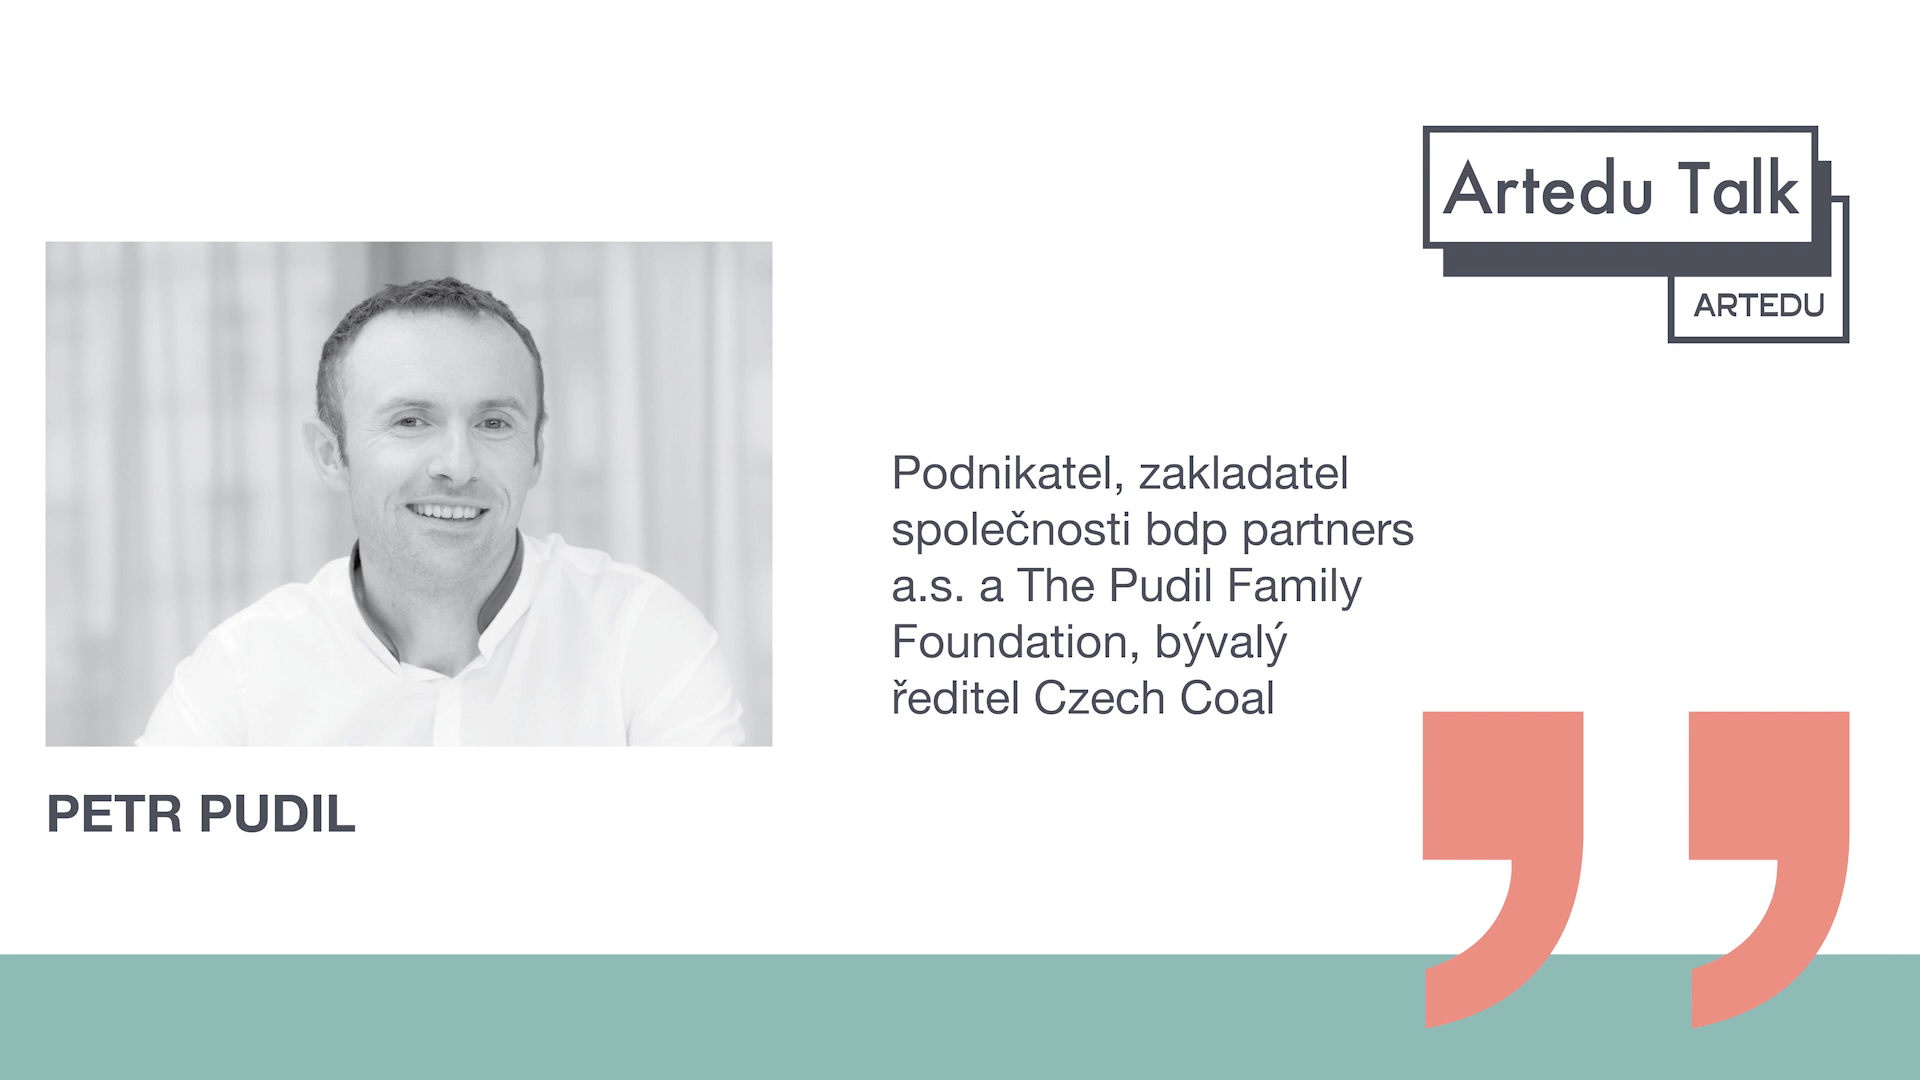 Artedu Talk
ARTEDU
Podnikatel, zakladatel
společnosti bdp partners
a.s. a The Pudil Family
Foundation, bývalý
ředitel Czech Coal
PETR PUDIL